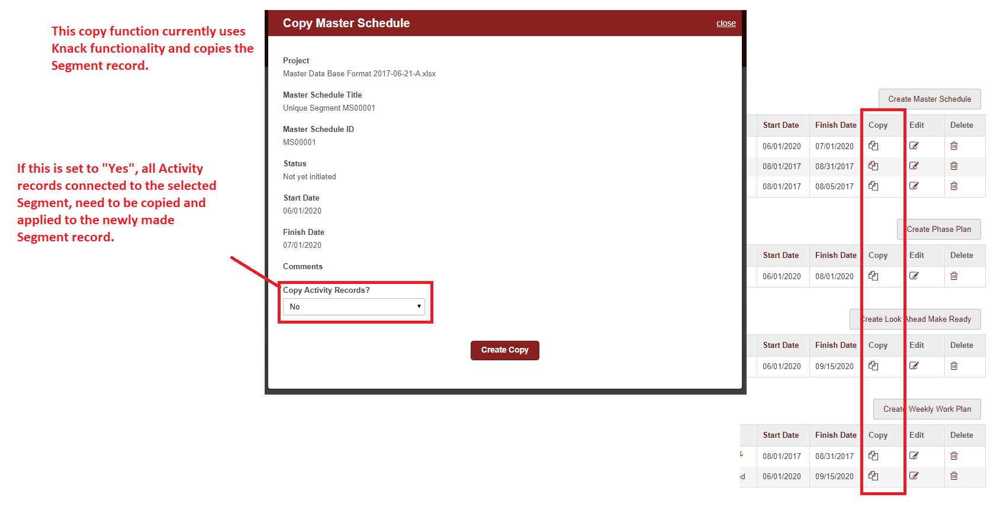 This copy function currently uses
Knack functionality and copies the
Segment record.
If this is set to "Yes", all Activity
records connected to the selected
Segment, need to be copied and
applied to the newly made
Segment record.
Copy Master Schedule
close
Project
Master Data Base Format 2017-06-21-A.xlsx
Master Schedule Title
Unique Segment MS00001
Master Schedule ID
MS00001
Status
Not yet initiated
Start Date
06/01/2020
Finish Date
07/01/2020
Comments
Copy Activity Records?
No
Create Copy
Create Master Schedule
Start Date Finish Date Copy Edit Delete
06/01/2020 07/01/2020
08/01/2017 08/31/2017
08/01/2017 08/05/2017
Create Phase Plan
Start Date Finish Date Copy Edit Delete
06/01/2020 08/01/2020
Create Look Ahead Make Ready
Start Date Finish Date Copy Edit Delete
06/01/2020 09/15/2020
Create Weekly Work Plan
Start Date Finish Date Copy Edit Delete
08/01/2017 08/31/2017
ed 06/01/2020 09/15/2020